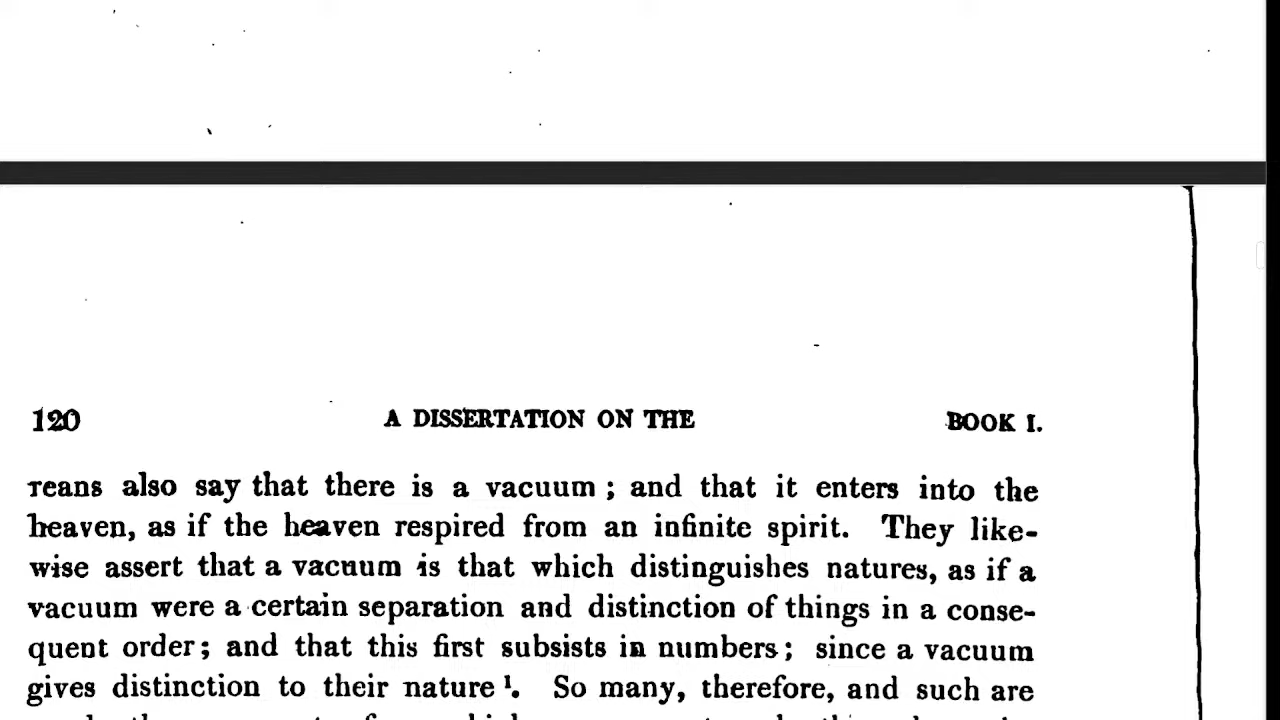 120 A DISSERTATION ON THE BOOK I.
reans also say that there is a vacuum ; and that it enters into the
heaven, as if the heaven respired from an infinite spirit. They like-
wise assert that a vacuum is that which distinguishes natures, as if a
vacuum were a certain separation and distinction of things in a conse-
quent order ; and that this first subsists in numbers ; since a vacuum
gives distinction to their nature ¹. So many, therefore, and such are